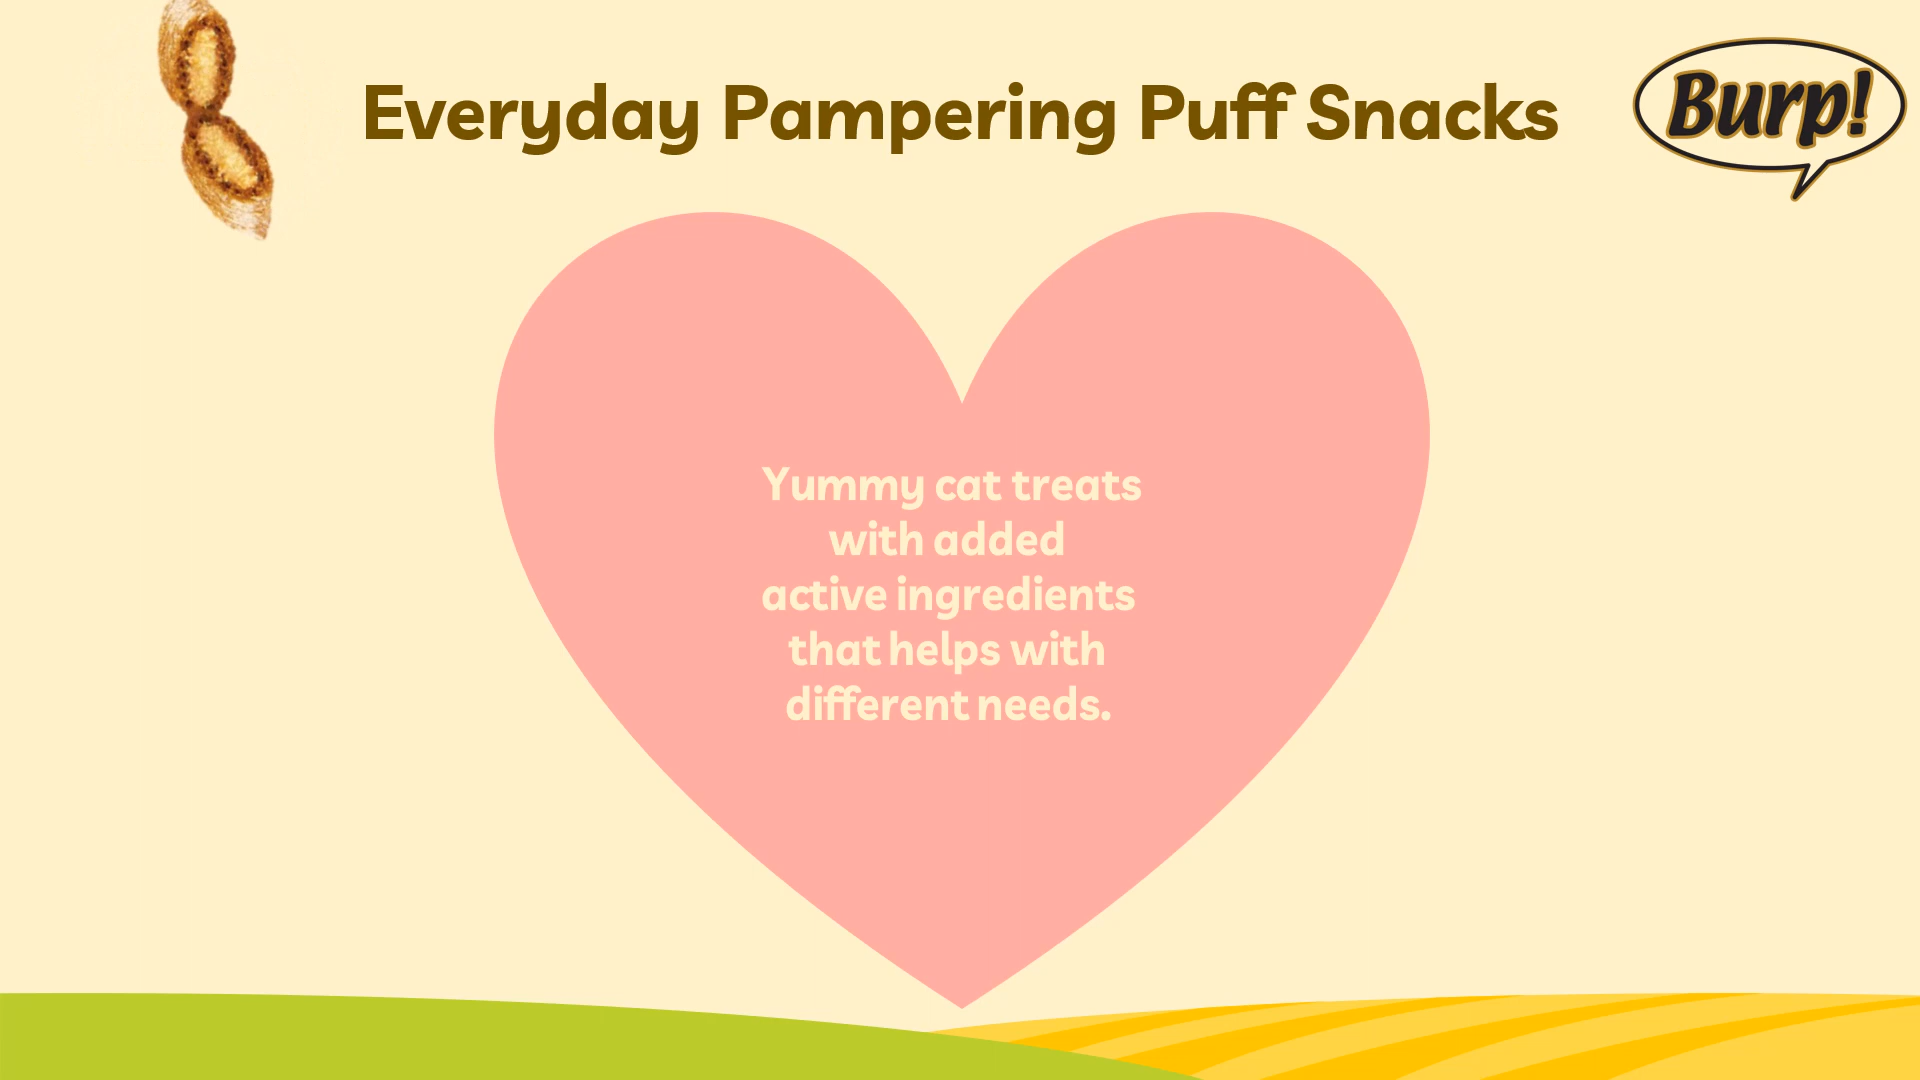 Everyday Pampering Puff Snacks
Burp!
Yummy cat treats
with added
active ingredients
that helps with
different needs.